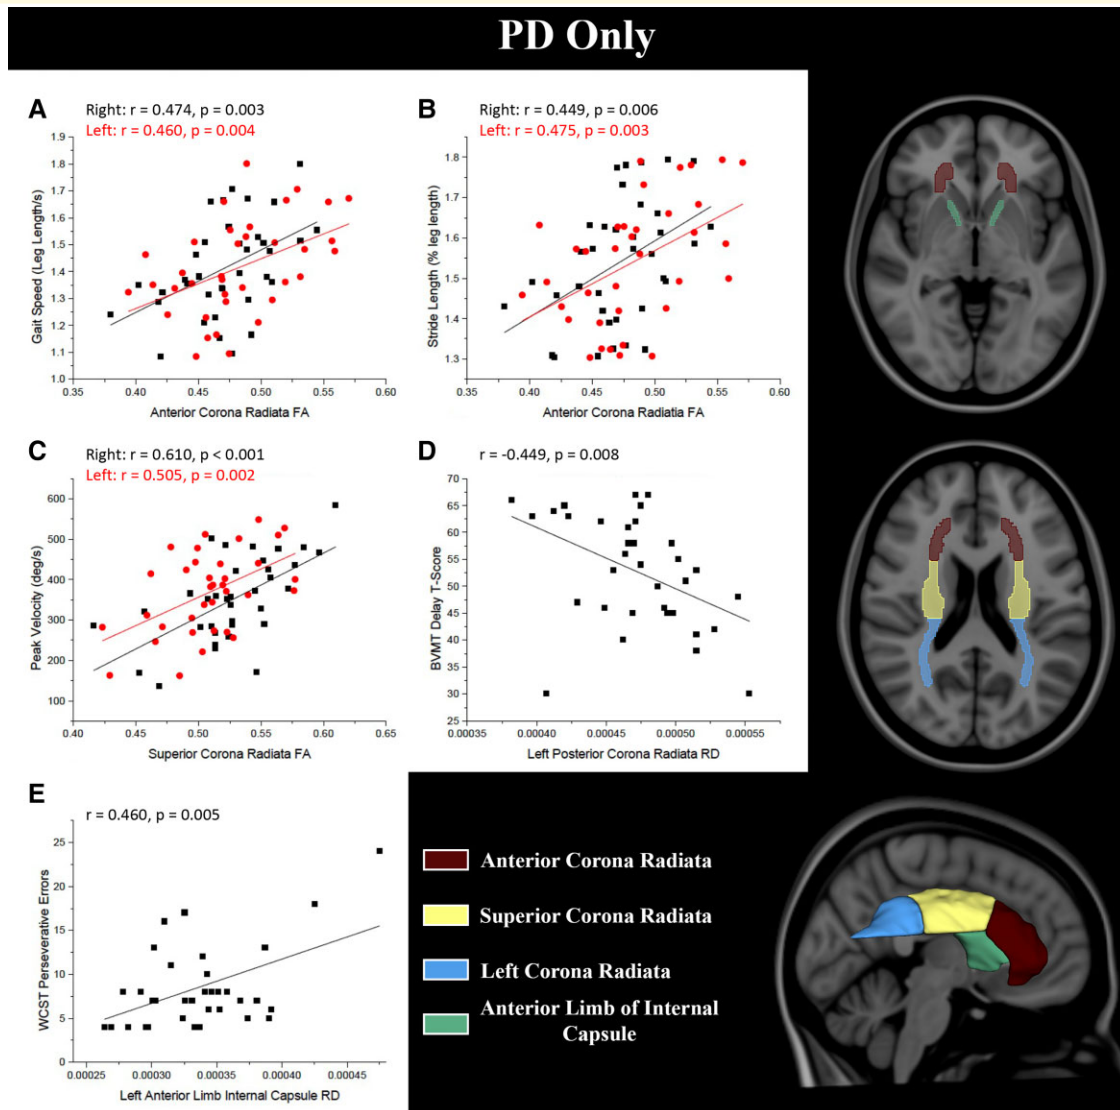 PD Only
A
Right: r = 0.474, p = 0.003
Left: r = 0.460, p = 0.004
1.9
1.8
1.7
1.6
1.5
1.4
1.3
1.2
1.1
1.0
Gait Speed (Leg Length/s)
0.35 0.40 0.45 0.50 0.55 0.60
Anterior Corona Radiata FA
B
Right: r = 0.449, p = 0.006
Left: r = 0.475, p = 0.003
1.8
1.7
1.6
1.5
1.4
1.3
Stride Length (% leg length)
0.35 0.40 0.45 0.50 0.55 0.60
Anterior Corona Radiata FA
C
Right: r = 0.610, p < 0.001
Left: r = 0.505, p = 0.002
600
500
400
300
200
100
Peak Velocity (deg/s)
0.40 0.45 0.50 0.55 0.60 0.65
Superior Corona Radiata FA
D
r = -0.449, p = 0.008
70
65
60
55
50
45
40
35
30
25
BVMT Delay T-Score
0.00035 0.00040 0.00045 0.00050 0.00055
Left Posterior Corona Radiata RD
E
r = 0.460, p = 0.005
25
20
15
10
5
0
WCST Perseverative Errors
0.00025 0.00030 0.00035 0.00040 0.00045
Left Anterior Limb Internal Capsule RD
Anterior Corona Radiata
Superior Corona Radiata
Left Corona Radiata
Anterior Limb of Internal
Capsule